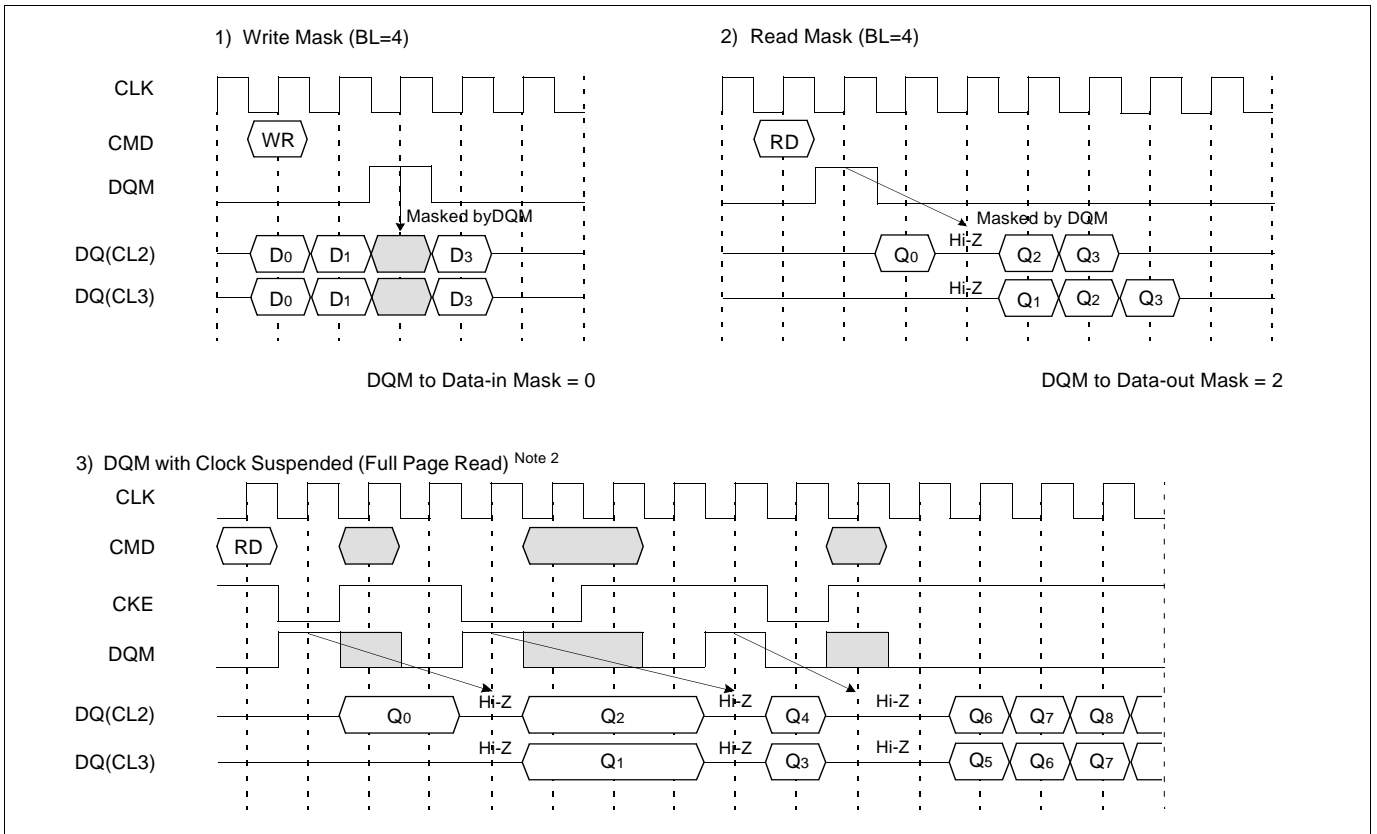 1) Write Mask (BL=4)
2) Read Mask (BL=4)
CLK
CMD
WR
RD
DQM
Masked byDQM
Masked by DQM
DQ(CL2)
D0 D1 D3
Q0 Hi-Z Q2 Q3
DQ(CL3)
D0 D1 D3
Hi-Z Q1 Q2 Q3
DQM to Data-in Mask = 0
DQM to Data-out Mask = 2
3) DQM with Clock Suspended (Full Page Read) Note 2
CLK
CMD
RD
CKE
DQM
DQ(CL2)
Q0 Hi-Z Q2 Hi-Z Q4 Hi-Z Q6 Q7 Q8
DQ(CL3)
Hi-Z Q1 Hi-Z Q3 Hi-Z Q5 Q6 Q7